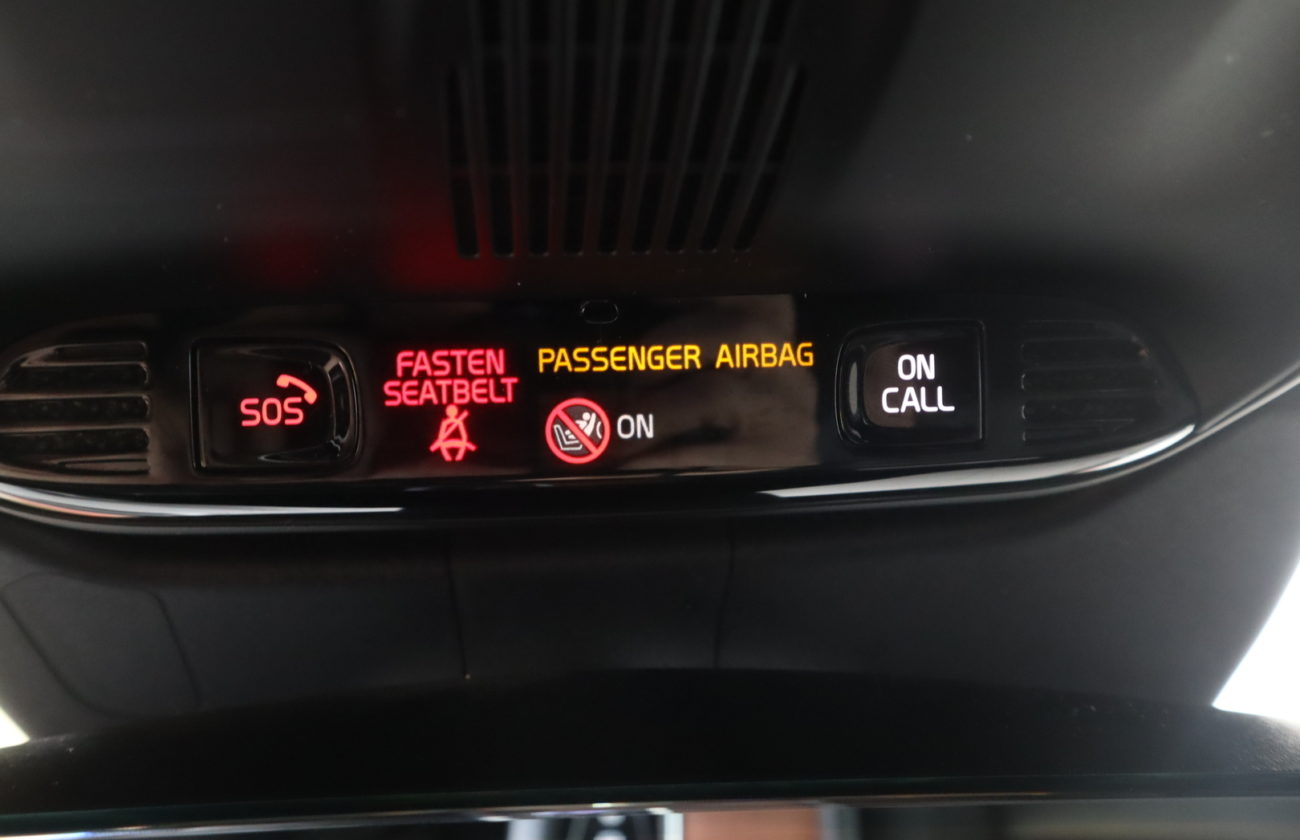 SOS
FASTEN
SEATBELT
PASSENGER AIRBAG
ON
ON
CALL